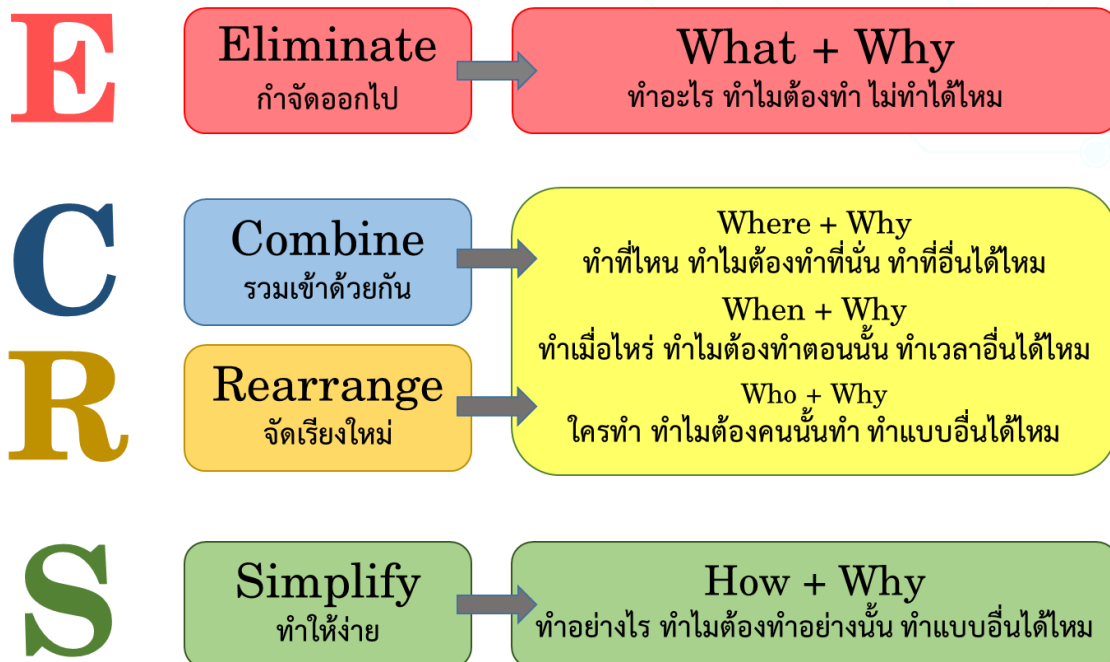 E
Eliminate
กำจัดออกไป
What + Why
ทำอะไร ทำไมต้องทำ ไม่ทำได้ไหม
C
Combine
รวมเข้าด้วยกัน
Where + Why
ทำที่ไหน ทำไมต้องทำที่นั่น ทำที่อื่นได้ไหม
When + Why
ทำเมื่อไหร่ ทำไมต้องทำตอนนั้น ทำเวลาอื่นได้ไหม
R
Rearrange
จัดเรียงใหม่
Who + Why
ใครทำ ทำไมต้องคนนั้นทำ ทำแบบอื่นได้ไหม
S
Simplify
ทำให้ง่าย
How + Why
ทำอย่างไร ทำไมต้องทำอย่างนั้น ทำแบบอื่นได้ไหม